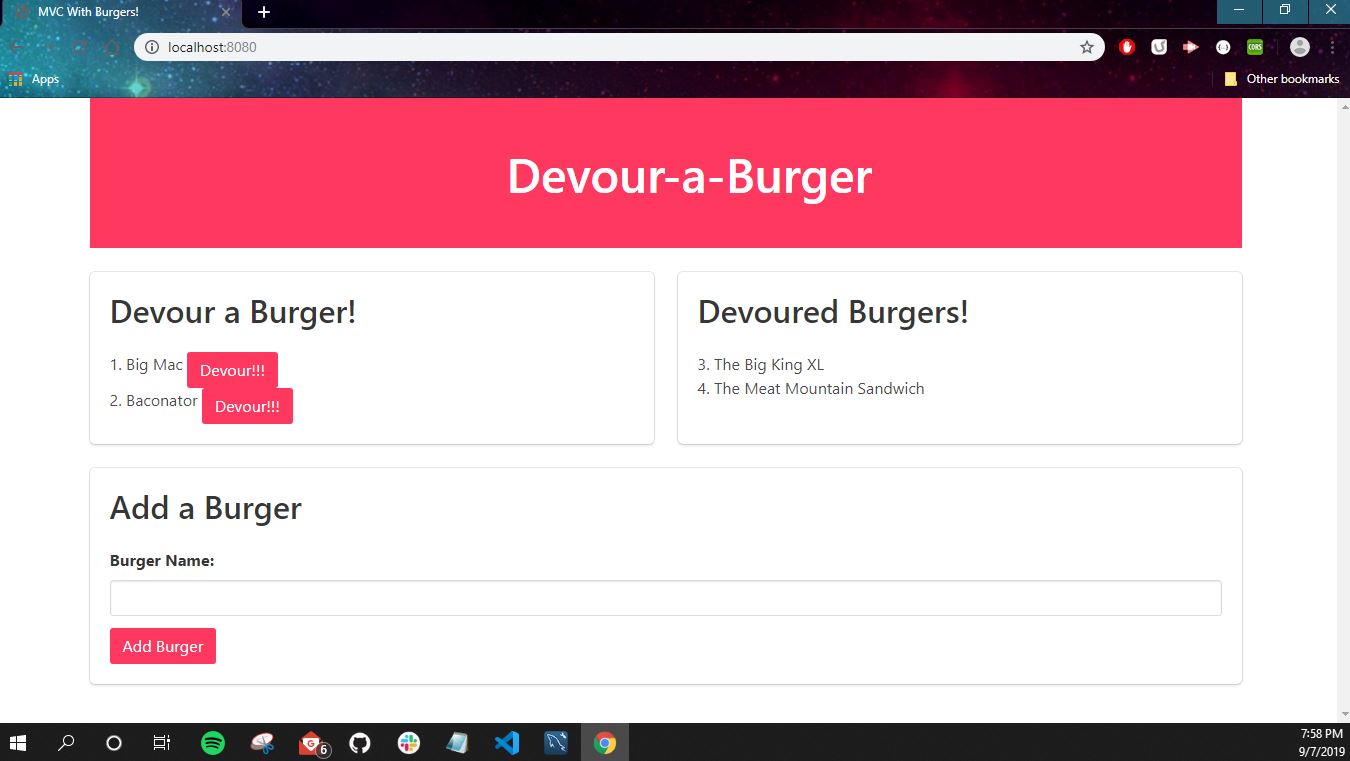 MVC With Burgers!
localhost:8080
CORS
Apps
Other bookmarks
Devour-a-Burger
Devour a Burger!
1. Big Mac Devour!!!
2. Baconator Devour!!!
Devoured Burgers!
3. The Big King XL
4. The Meat Mountain Sandwich
Add a Burger
Burger Name:
Add Burger
G 6
7:58 PM
9/7/2019